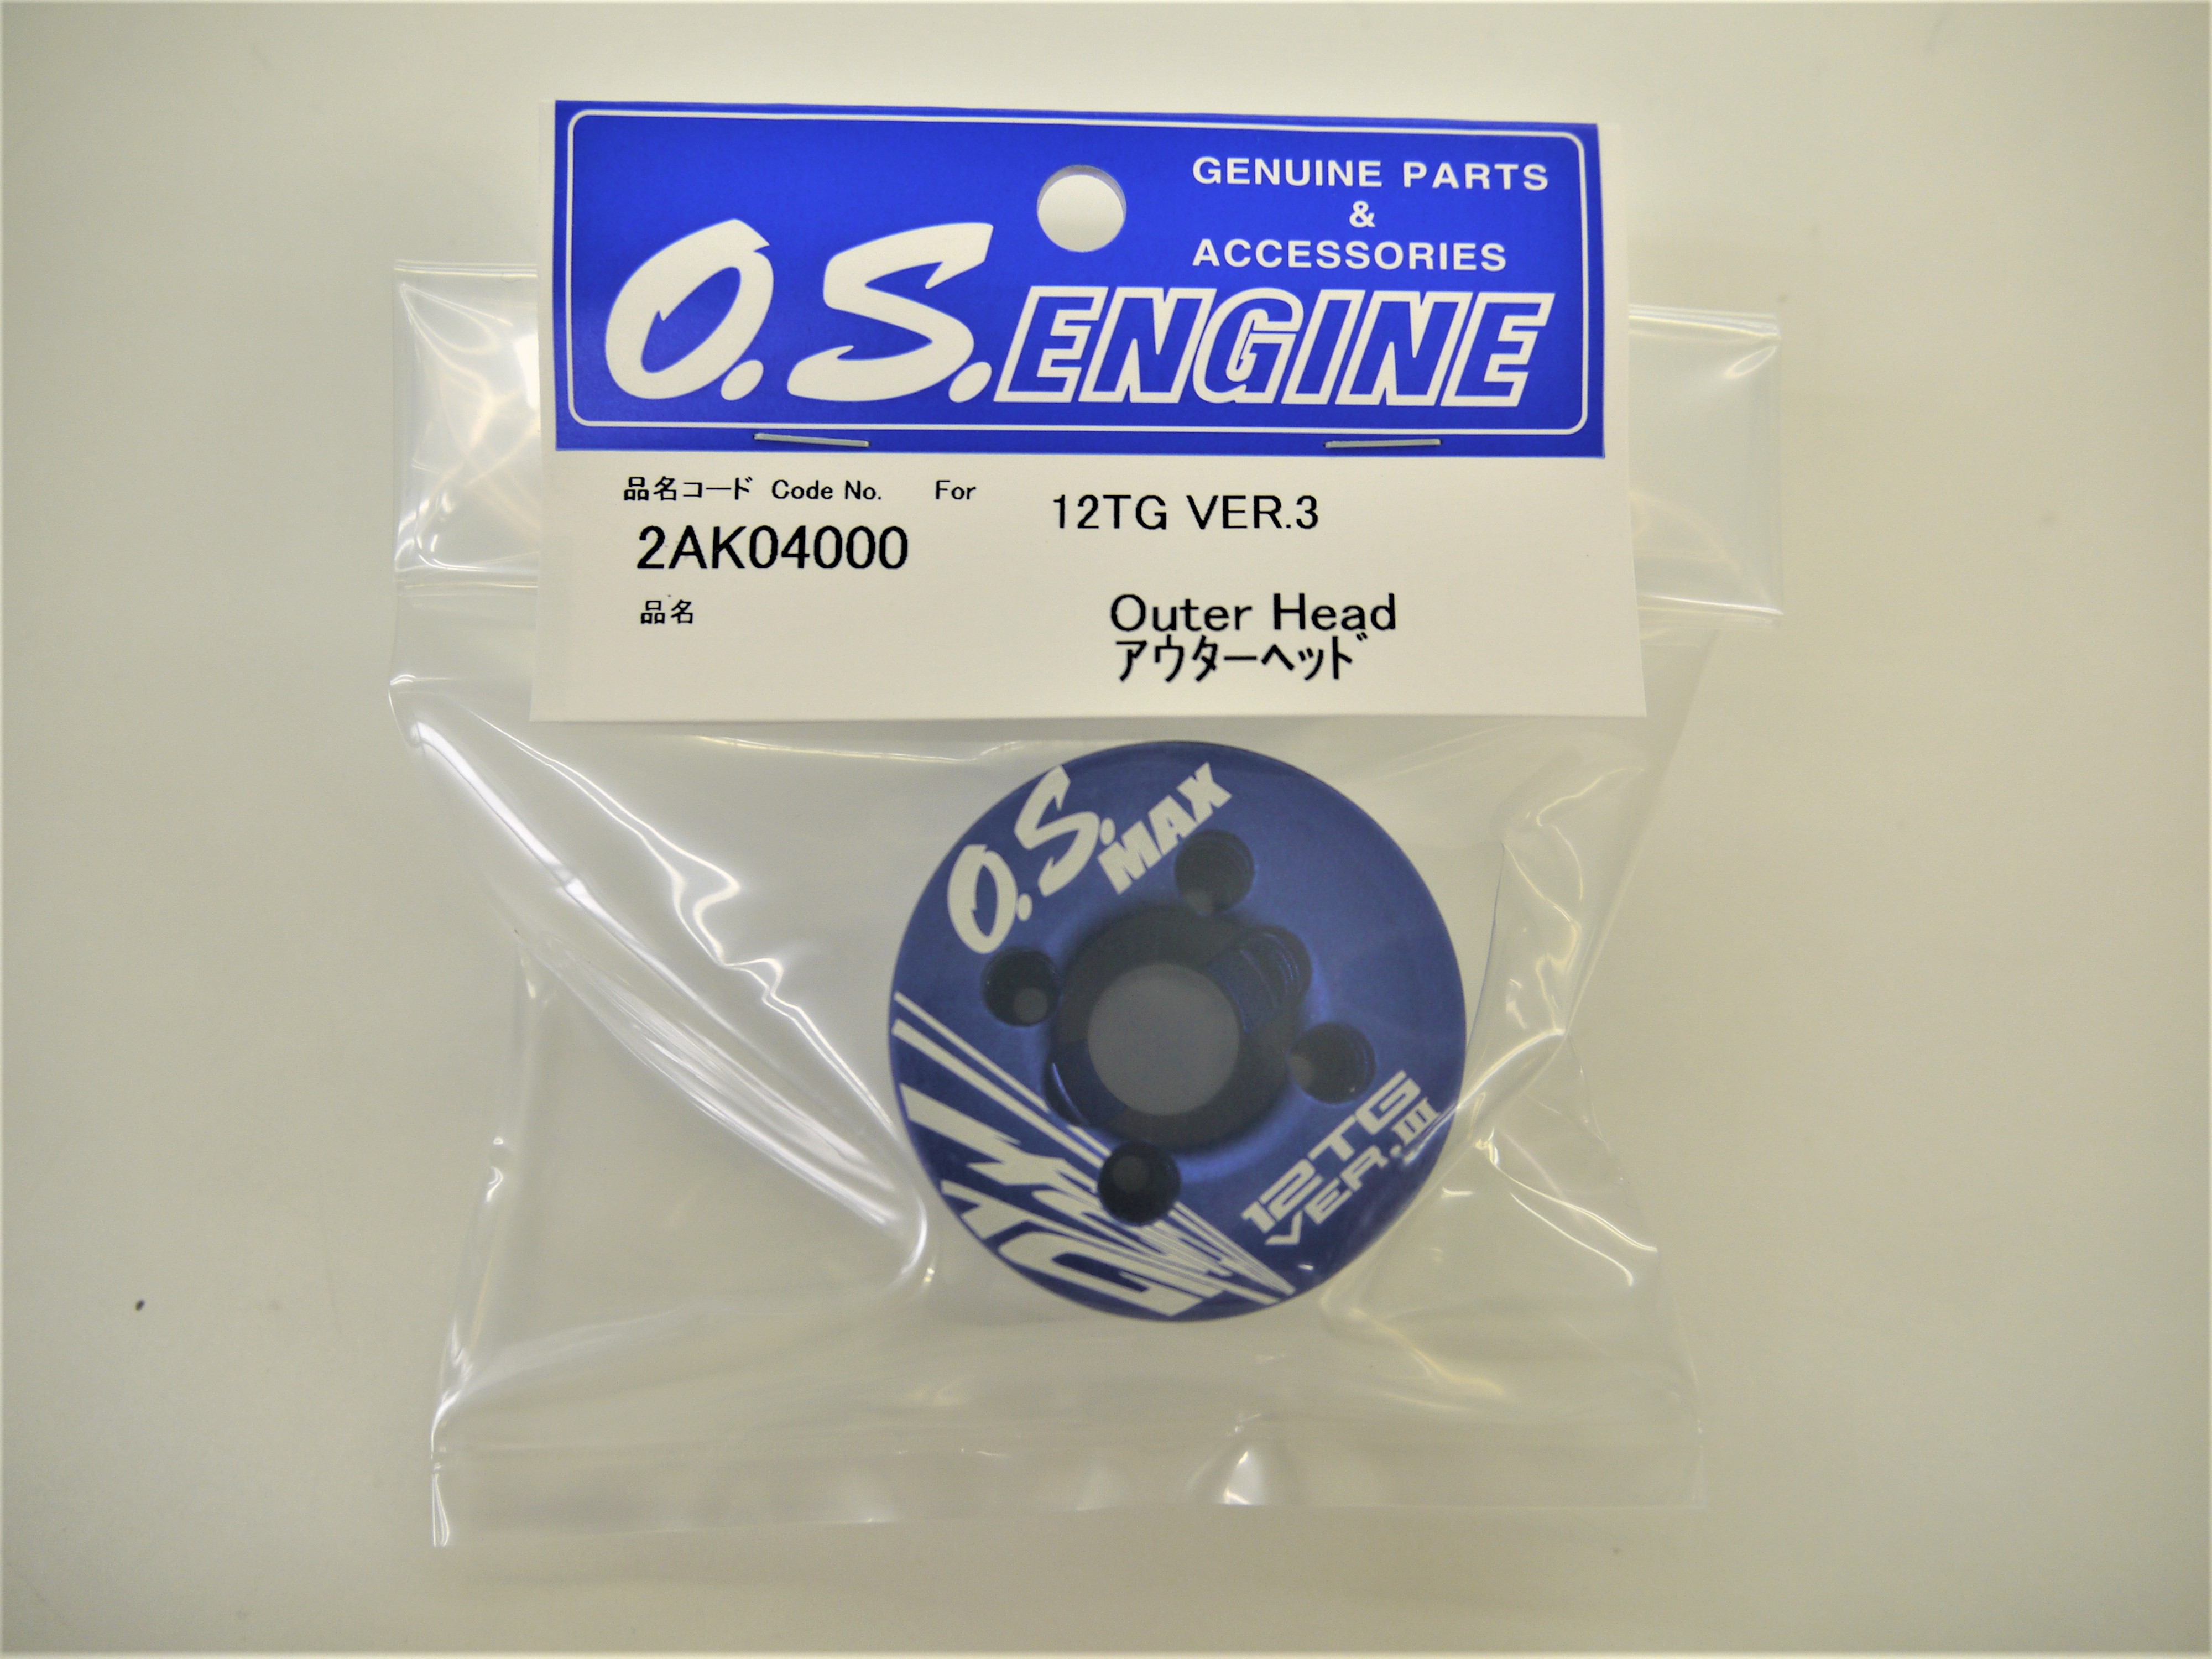 GENUINE PARTS
&
ACCESSORIES
O.S.ENGINE
品名コード Code No. For 12TG VER.3
2AK04000
品名
Outer Head
アウターヘッド
O.S.MAX
12TG
VER.III